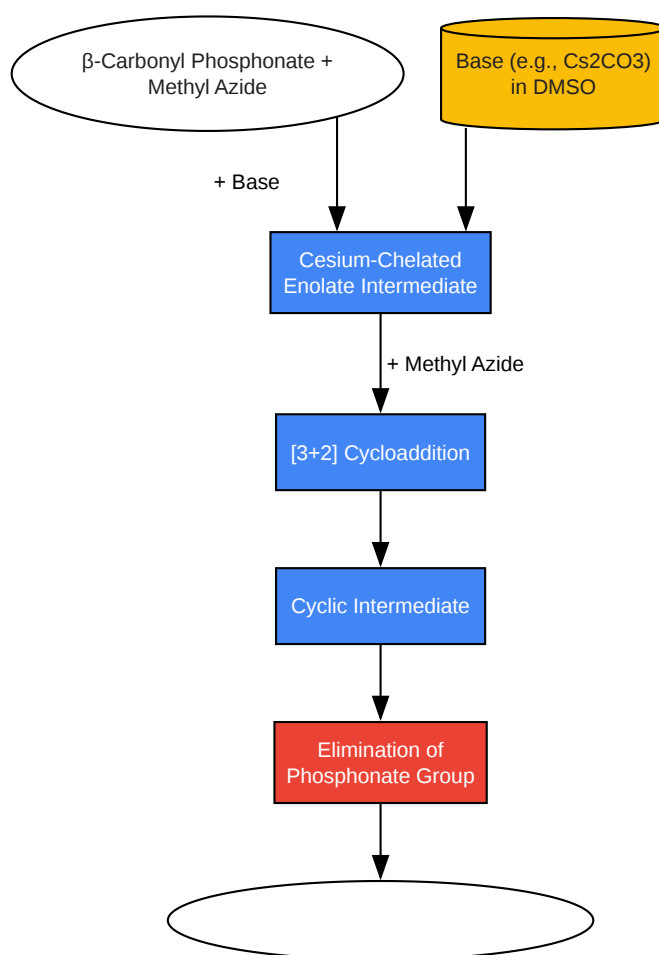 β-Carbonyl Phosphonate +
Methyl Azide
Base (e.g., Cs2CO3)
in DMSO
+ Base
Cesium-Chelated
Enolate Intermediate
+ Methyl Azide
[3+2] Cycloaddition
Cyclic Intermediate
Elimination of
Phosphonate Group